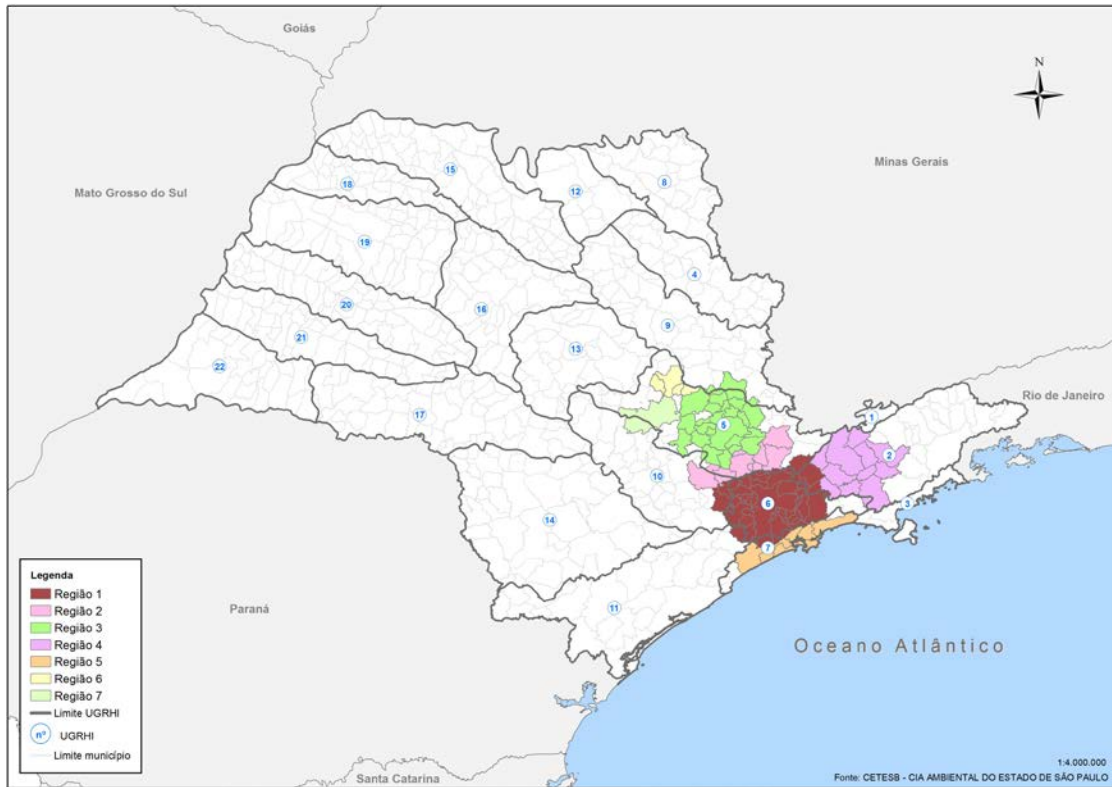 Goiás
N
Minas Gerais
Mato Grosso do Sul
15
18
12
8
19
4
20
16
9
21
13
22
17
5
Rio de Janeiro
1
2
10
3
6
14
7
11
Paraná
Oceano Atlântico
Santa Catarina
Legenda
Região 1
Região 2
Região 3
Região 4
Região 5
Região 6
Região 7
Limite UGRHI
nº UGRHI
Limite município
1:4.000.000
Fonte: CETESB - CIA AMBIENTAL DO ESTADO DE SÃO PAULO